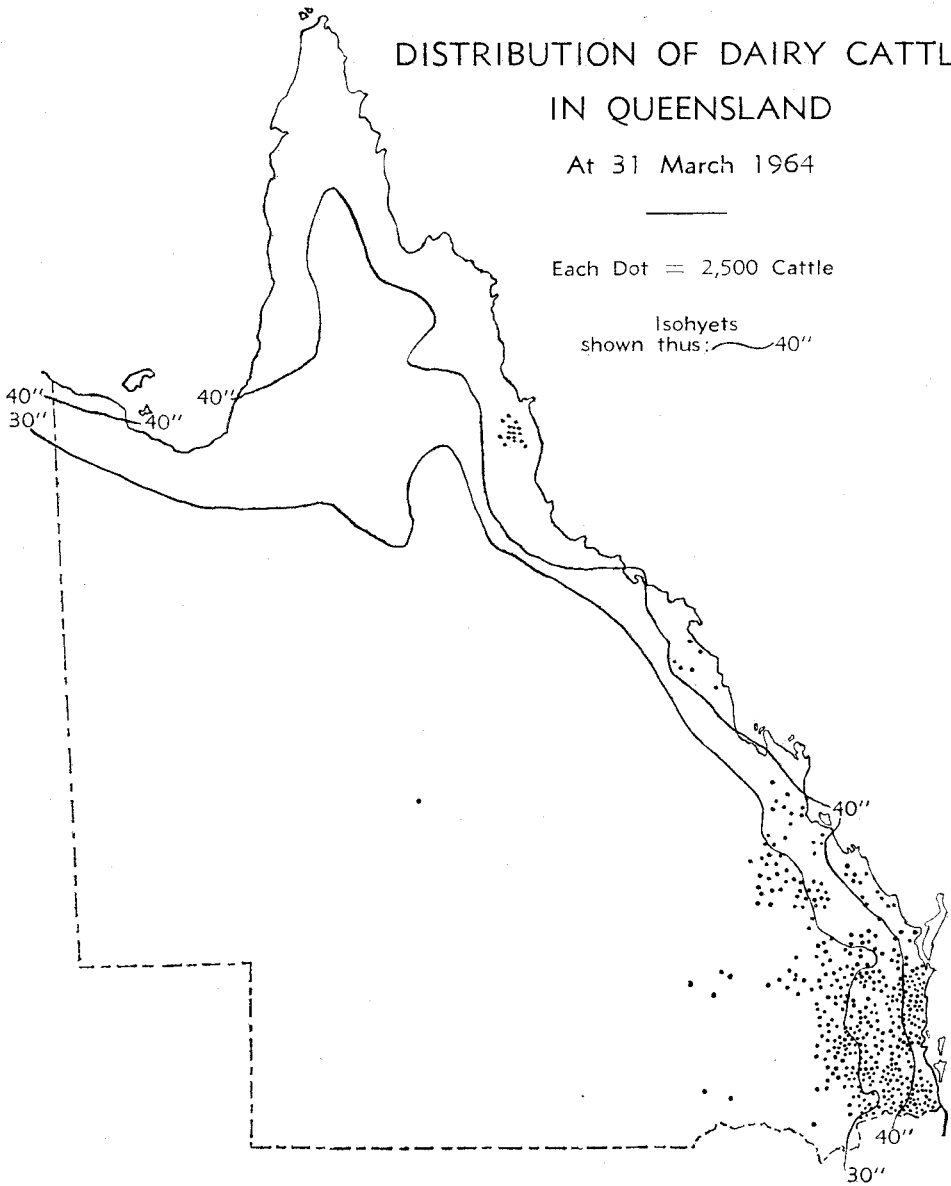 DISTRIBUTION OF DAIRY CATTL
IN QUEENSLAND
At 31 March 1964
Each Dot = 2,500 Cattle
Isohyets
shown thus: 40"
40"
40"
40"
30"
40"
40"
30"